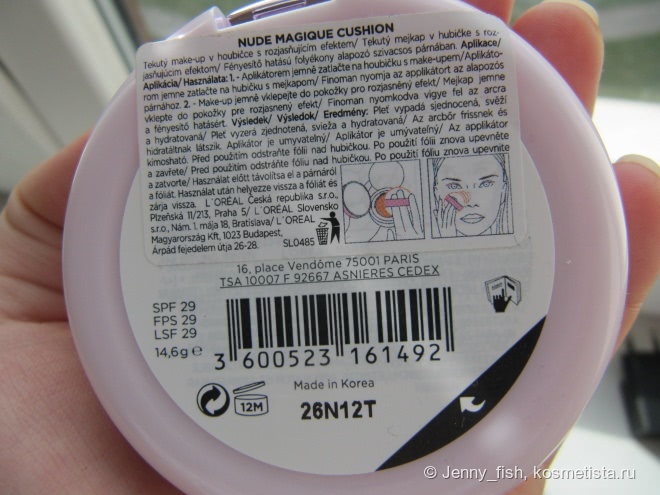 NUDE MAGIQUE CUSHION
Tekutý make-up v houbičce s rozjasňujícím efektem/ Tekutý mejkap v hubičke s roz-
jasňujúcim efektom/ Fényesítő hatású folyékony alapozó szivacsos párnában. Aplikace/
Aplikácia/ Használata: 1. - Aplikátorem jemně zatlačte na houbičku s make-upem/ Apliká to-
rom jemne zatlačte na hubičku s mejkapom/ Finoman nyomja az applikátort az alapozós
párnához. 2. - Make-up jemně vklepejte do pokožky pro rozjasněný efekt/ Mejkap jemne
vklepte do pokožky pre rozjasnený efekt/ Finoman nyomkodva vigye fel az arcra
a fényesítő hatásért. Výsledek/ Výsledok/ Eredmény: Pleť vypadá sjednocená, svěží
a hydratovaná/ Pleť vyzerá zjednotená, svieža a hydratovaná/ Az arcbőr frissnek és
hidratáltnak látszik. Aplikátor je umyvatelný/ Aplikátor je umývateľný/ Az applikátor
kimosható. Před použitím odstraňte fólii nad hubičkou. Po použití fólii znovu upevněte
a zavřete/ Pred použitím odstráňte fóliu nad hubičkou. Po použití fóliu znova upevnite
a zatvorte/ Használat előtt távolítsa el a párnáról
a fóliát. Használat után helyezze vissza a fóliát és
zárja vissza. L´ORÉAL Česká republika s.r.o.,
Plzeňská 11/213, Praha 5/ L´ORÉAL Slovensko
s.r.o., Nám. 1. mája 18, Bratislava/ L´ORÉAL
Magyarország Kft, 1023 Budapest,
Árpád fejedelem útja 26-28.
SL0485
16, place Vendôme 75001 PARIS
TSA 10007 F 92667 ASNIERES CEDEX
SPF 29
FPS 29
LSF 29
14,6g e
3 600523 161492
12M
Made in Korea
26N12T
© Jenny_fish, kosmetista.ru